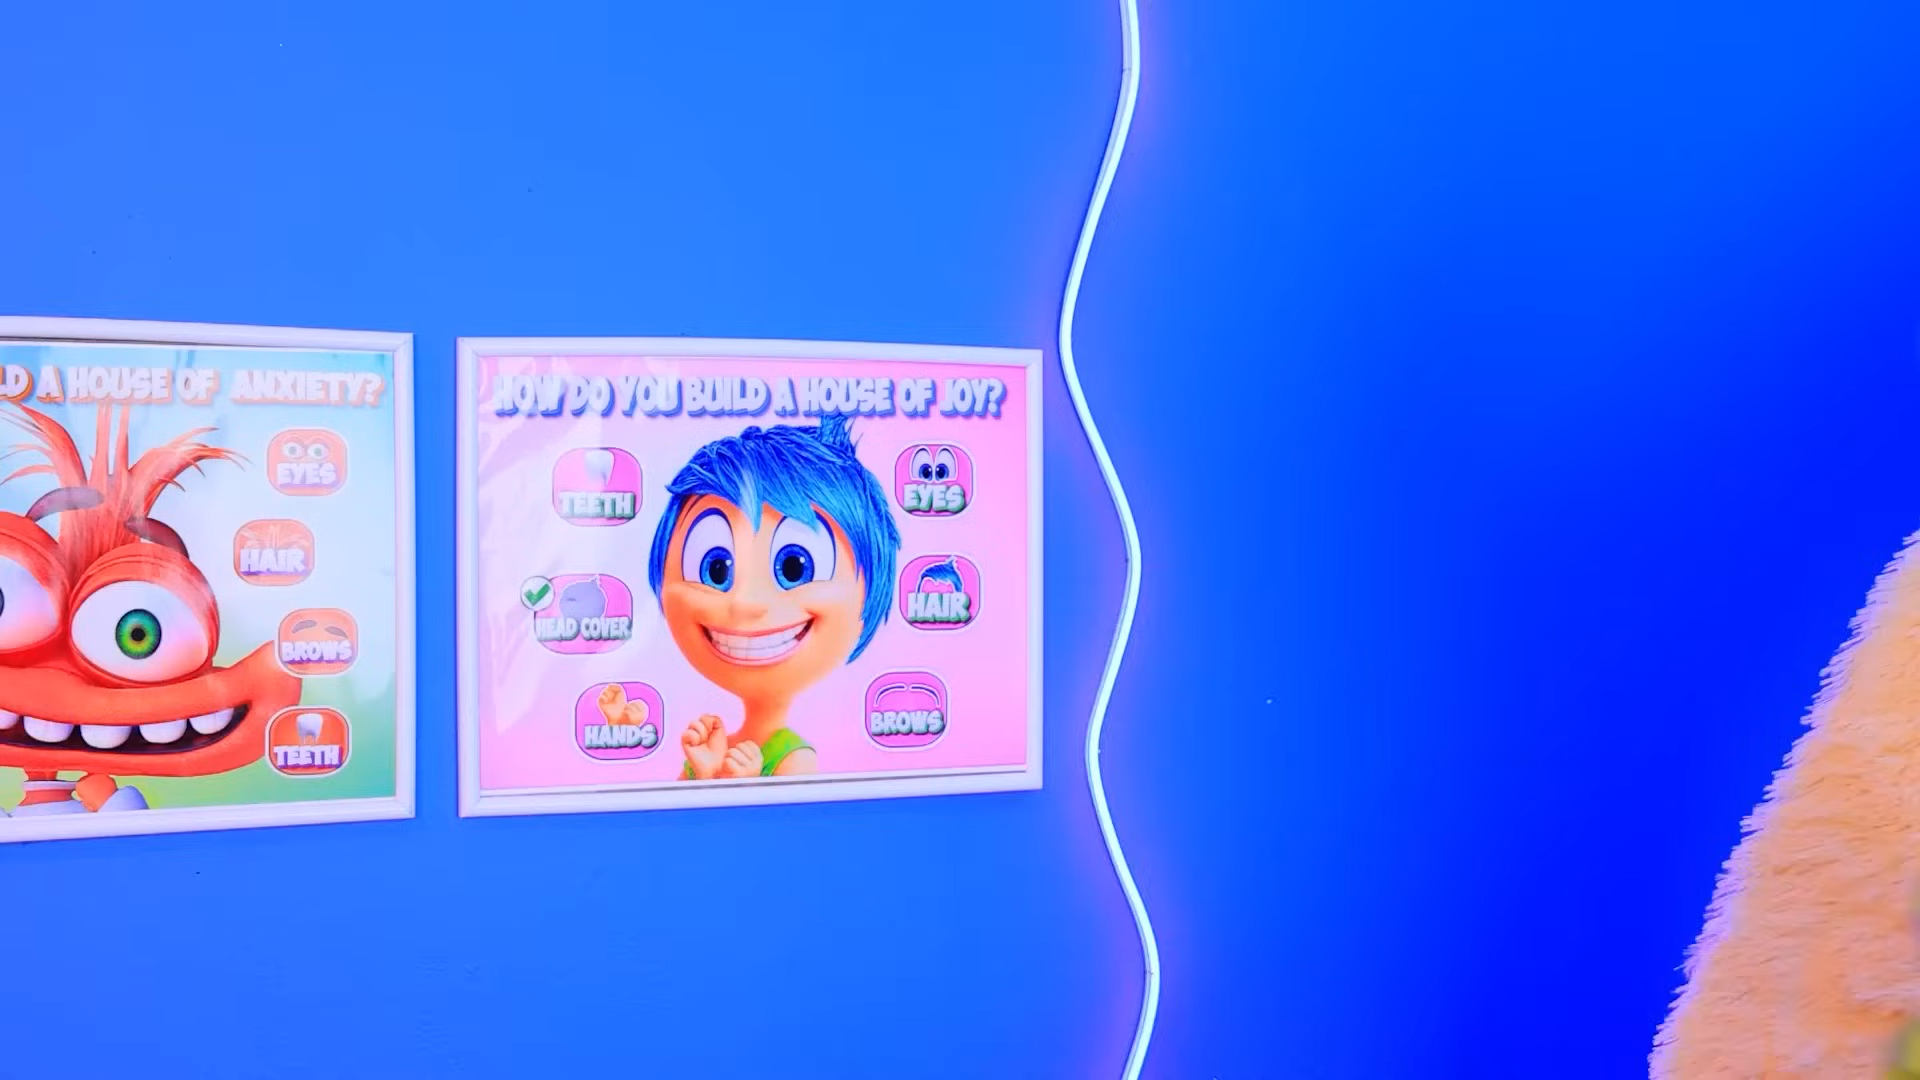 LD A HOUSE OF ANXIETY?
EYES
HAIR
BROWS
TEETH
HOW DO YOU BUILD A HOUSE OF JOY?
TEETH
EYES
HEAD COVER
HAIR
HANDS
BROWS